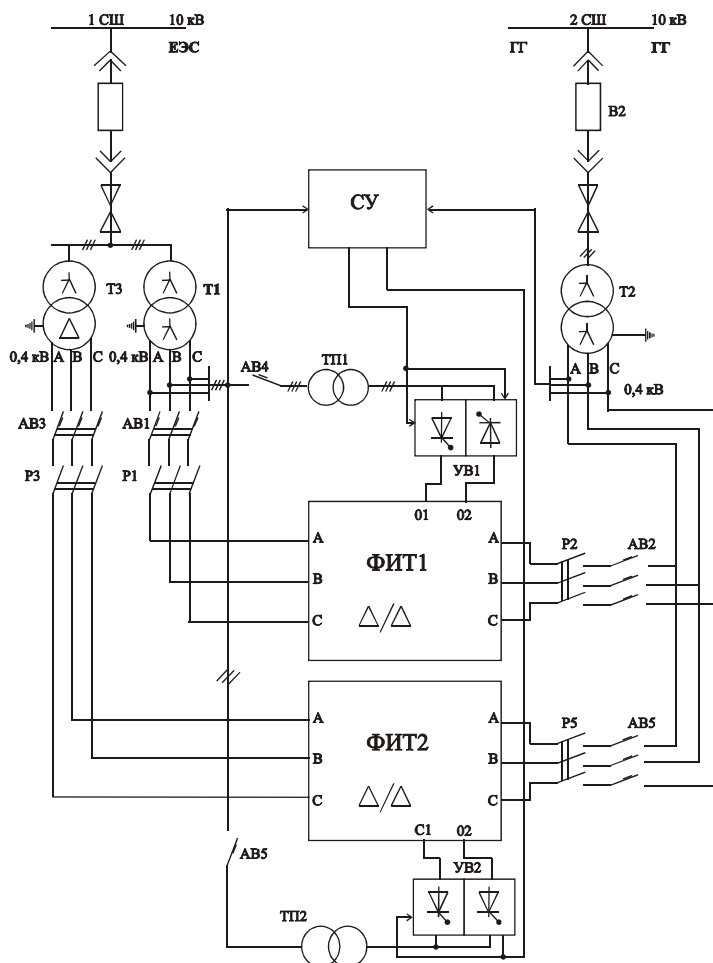 1 СШ 10 кВ
ЕЭС
2 СШ 10 кВ
ГТ ГТ
В2
СУ
Т3 Т1
Т2
0,4 кВ А В С 0,4 кВ А В С
А В С
0,4 кВ
АВ4 ТП1
АВ3 АВ1
Р3 Р1
УВ1
01 02
А А
ФИТ1
В В
С С
Р2 АВ2
А А
ФИТ2
В В
С С
Р5 АВ5
С1 02
АВ5
УВ2
ТП2